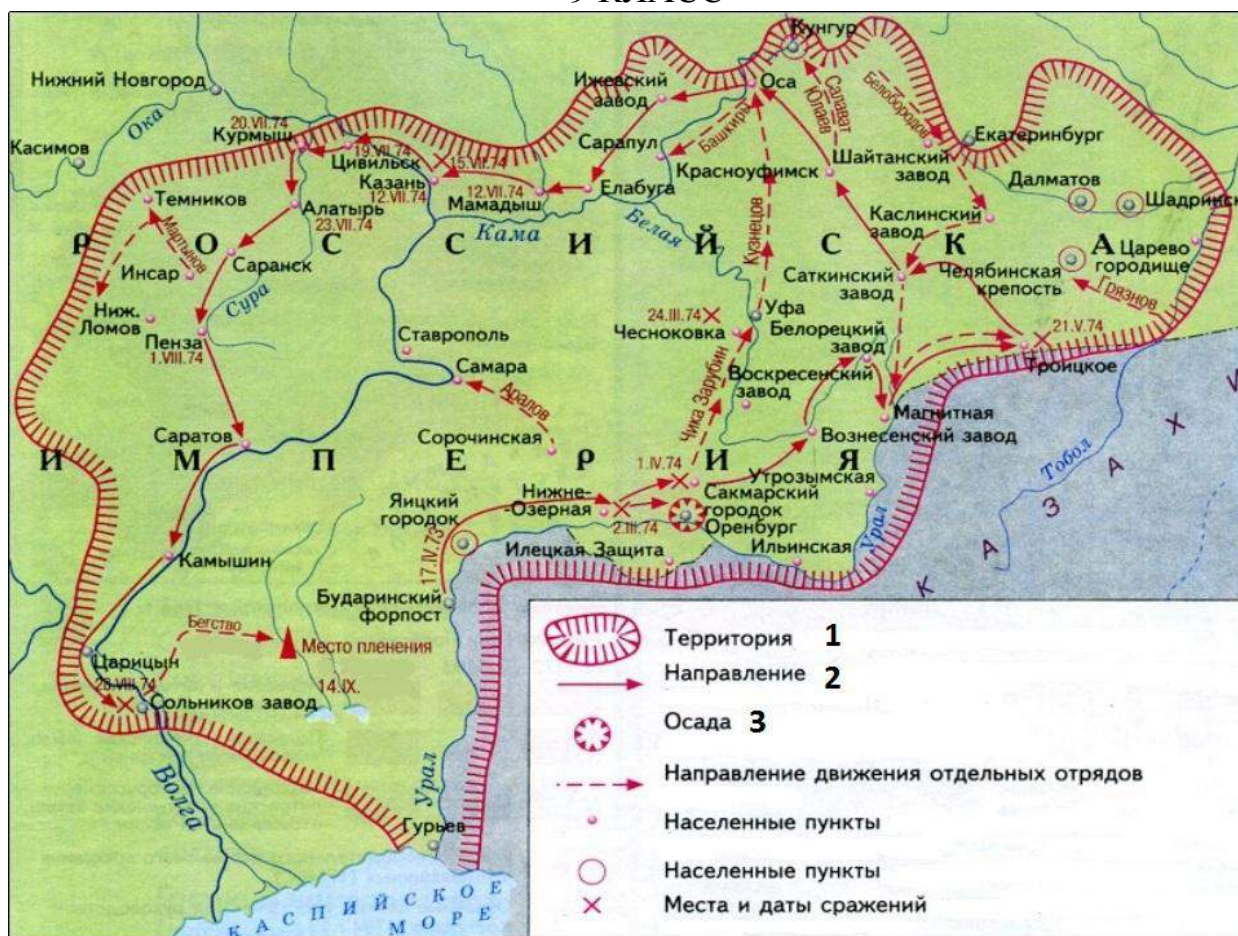 9 КЛАСС
Кунгур
Нижний Новгород
Ижевский
завод
Оса
Ока
20.VII.74
Курмыш
Салават
Юлаев
Белобородов
Касимов
19.VII.74
Цивильск
15.VII.74
Сарапул
Башкиры
Екатеринбург
Шайтанский
завод
Казань
12.VII.74
12.VII.74
Мамадыш
Елабуга
Красноуфимск
Далматов
Шадринск
Темников
Алатырь
23.VII.74
Кама
Белая
Каслинский
завод
РОССИЙСКАЯ
Мартынов
Инсар
Саранск
Кузнецов
Царево
городище
Саткинский
завод
Челябинская
крепость
Грязнов
Ниж.
Ломов
Сура
Пенза
1.VIII.74
Ставрополь
24.III.74
Чесноковка
Уфа
Белорецкий
завод
21.V.74
Троицкое
Самара
Аралов
Чика Зарубин
Воскресенский
завод
Магнитная
Саратов
Сорочинская
Вознесенский завод
ИМПЕРИЯ
Тобол
КАЗАХИ
1.IV.74
Утрозымская
Яицкий
городок
Нижне-
-Озерная
Сакмарский
городок
Оренбург
2.III.74
Урал
17.IV.73
Камышин
Илецкая Защита
Ильинская
Бударинский
форпост
Бегство
Место пленения
Царицын
28.VIII.74
Сольников завод
14.IX.
Волга
Урал
Гурьев
КАСПИЙСКОЕ
МОРЕ
Территория 1
Направление 2
Осада 3
Направление движения отдельных отрядов
Населенные пункты
Населенные пункты
Места и даты сражений